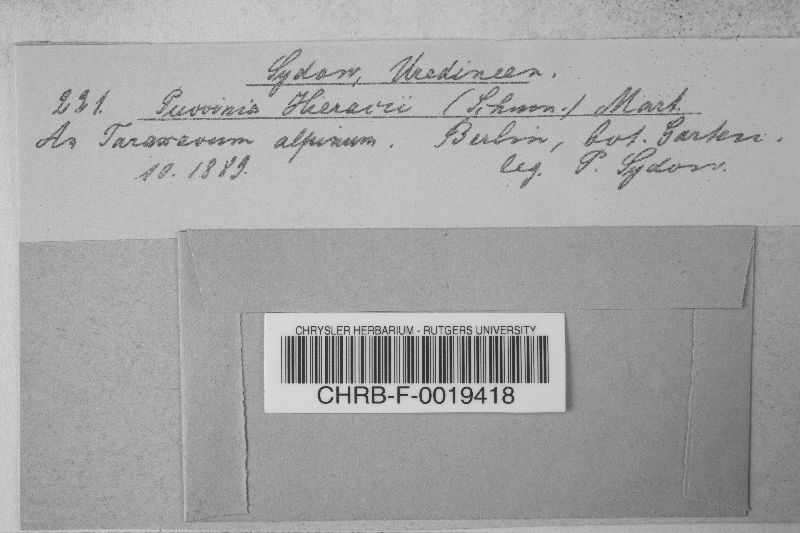 Sydow, Uredineen.
221. Puccinia Hieracii (Schum.) Mart.
An Taraxacum alpinum. Berlin, bot. Garten.
10. 1889. leg. P. Sydow.
CHRYSLER HERBARIUM - RUTGERS UNIVERSITY
CHRB-F-0019418